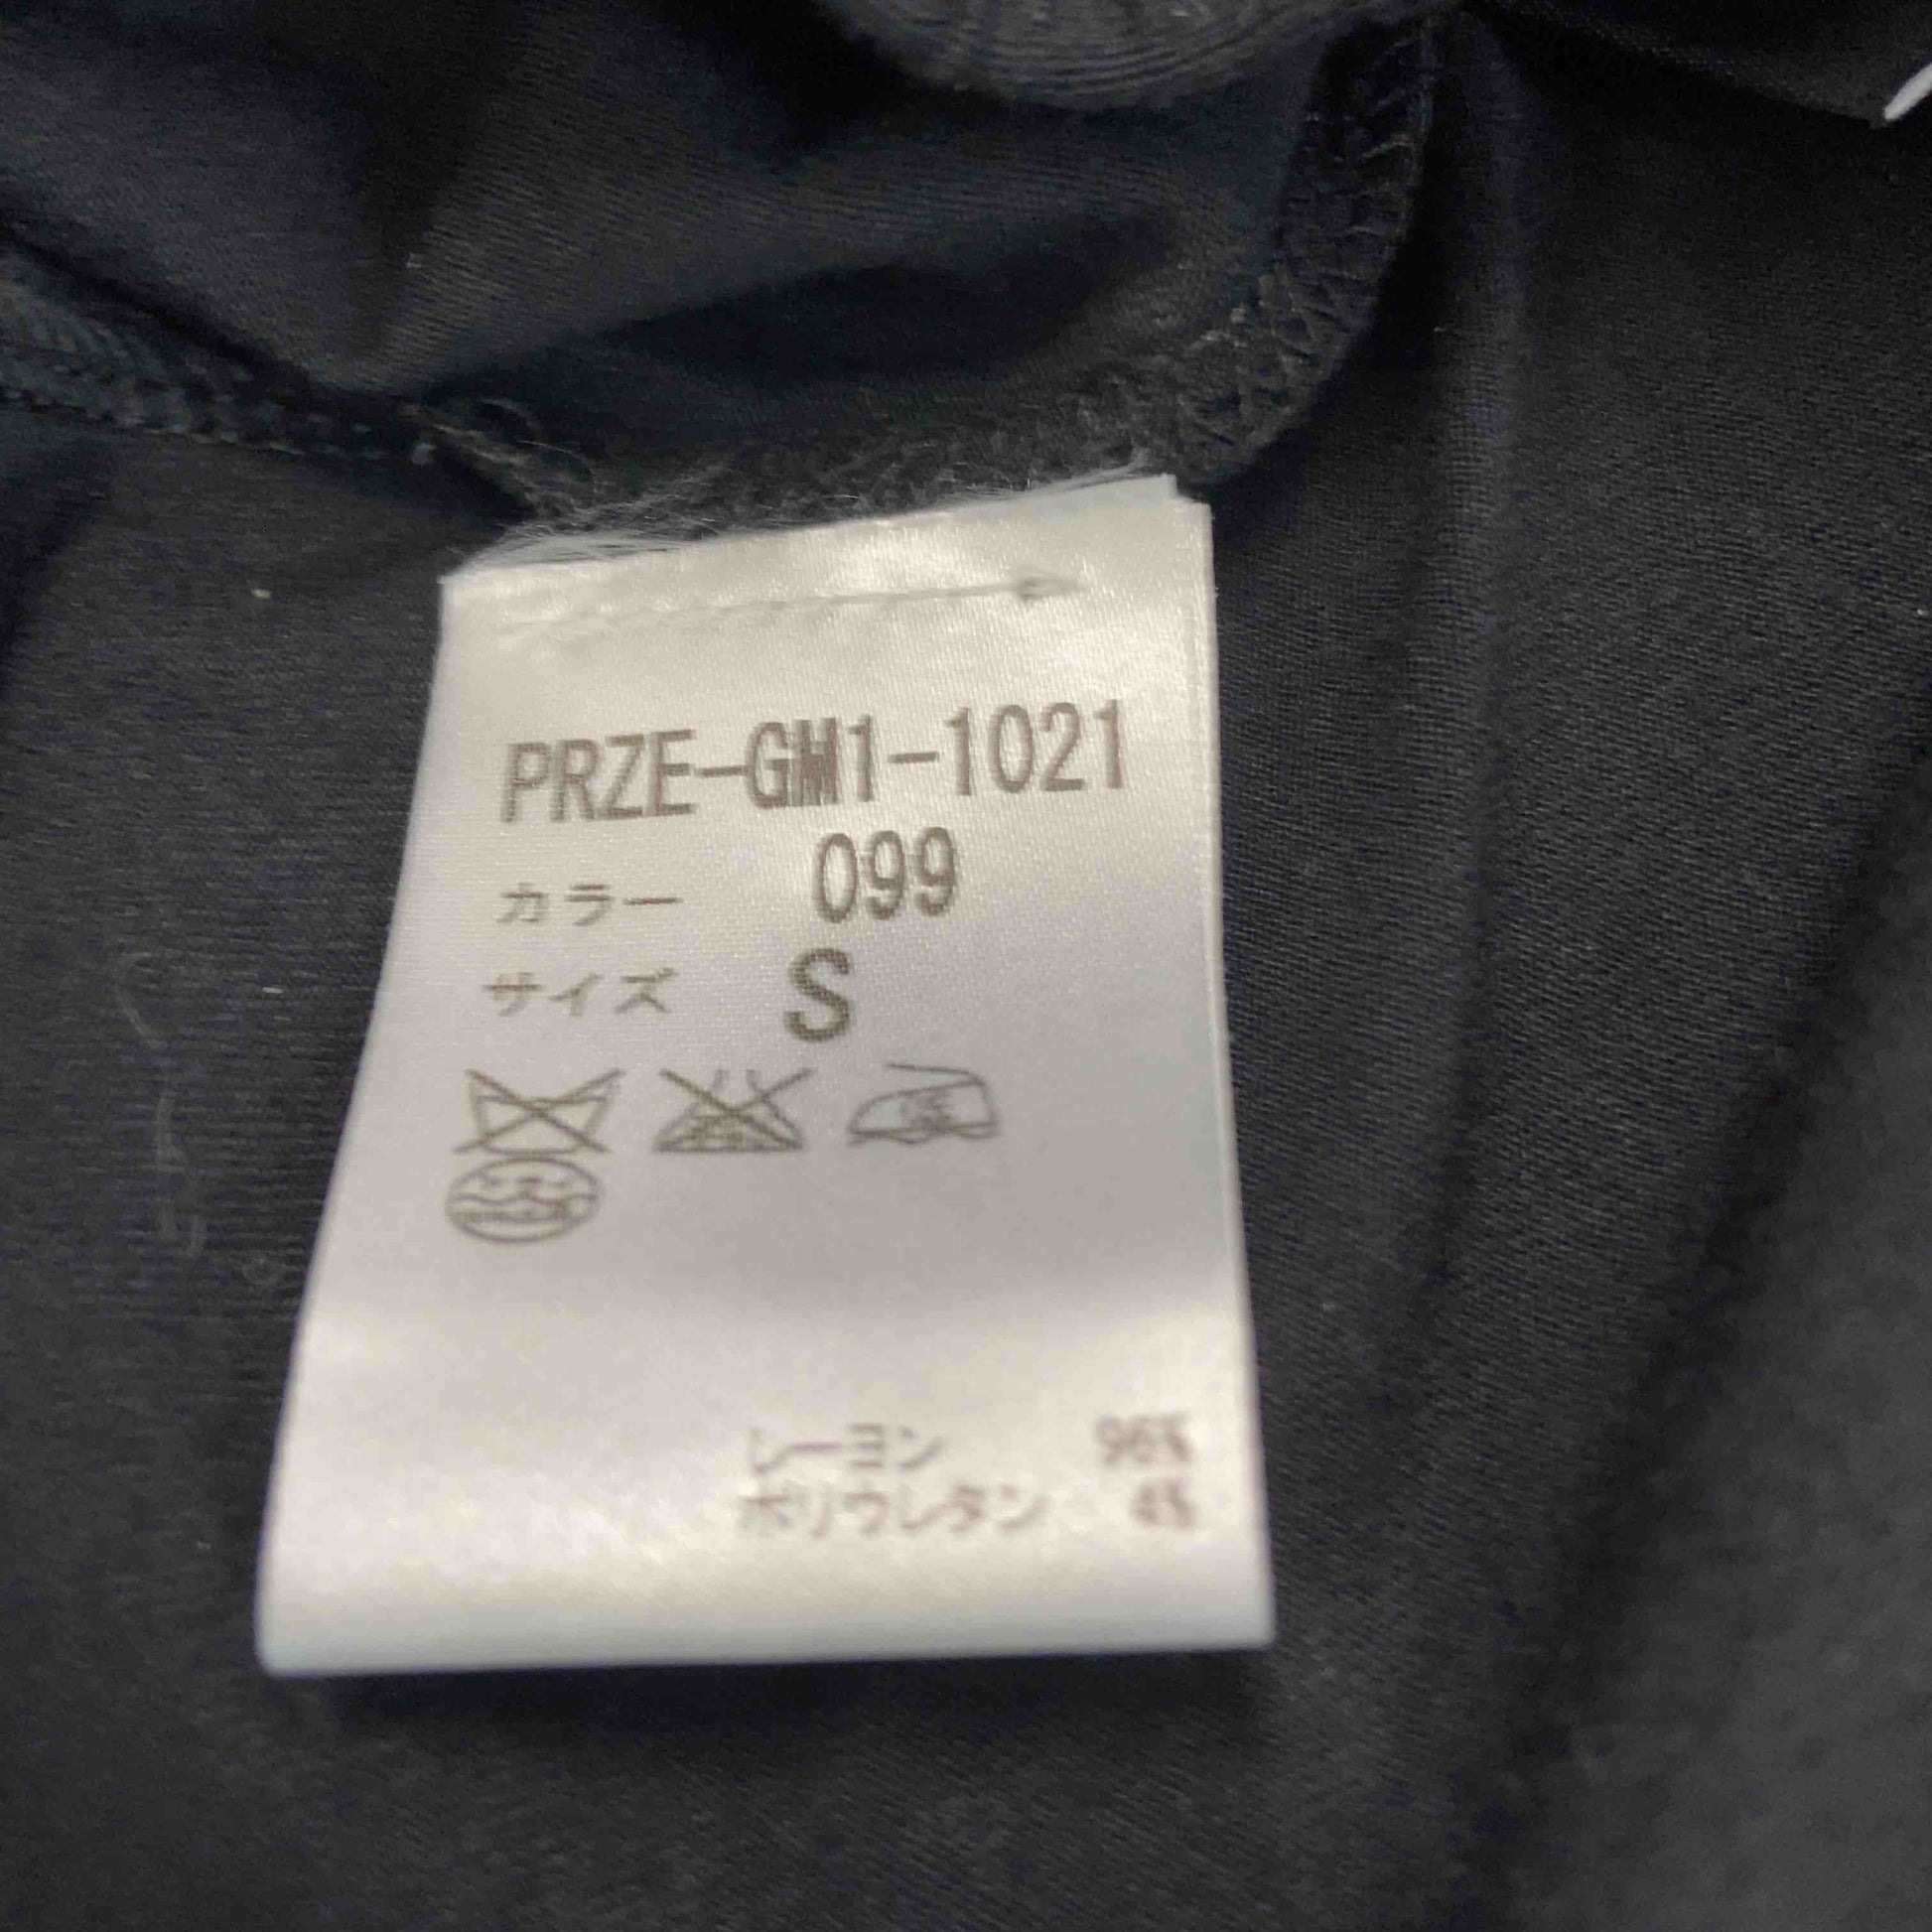 PRZE-GM1-1021
カラー 099
サイズ S
レーヨン 96%
ポリウレタン 4%